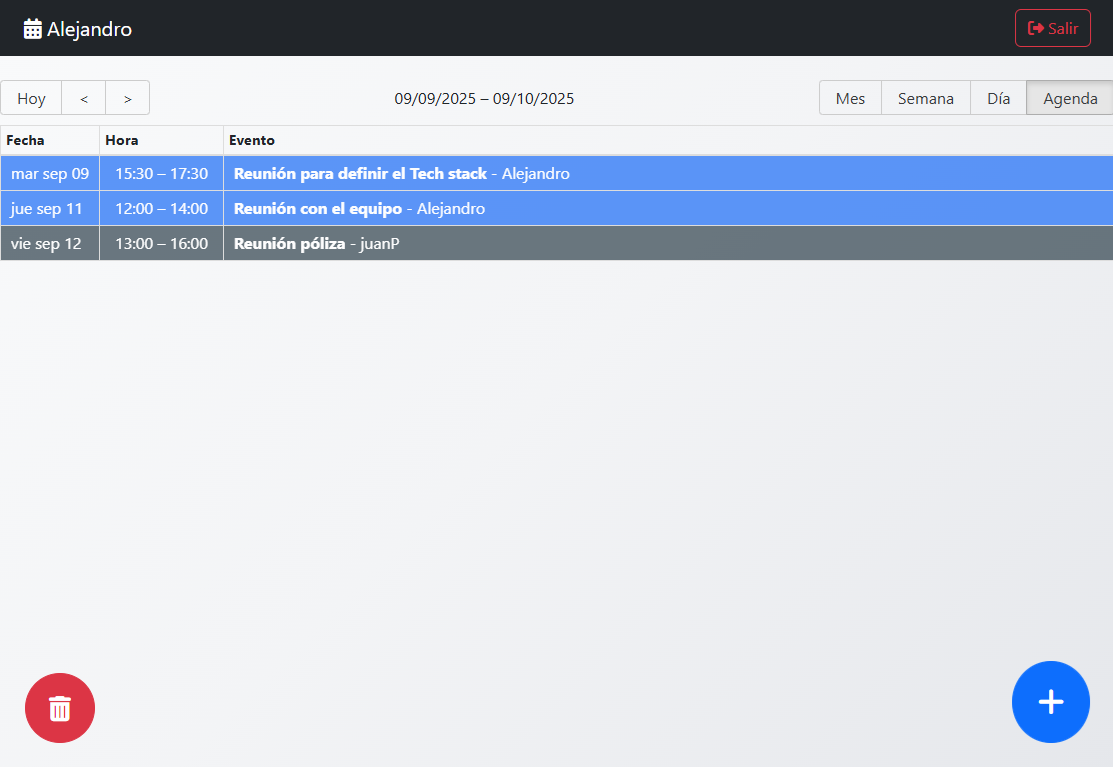 Alejandro Salir
Hoy < > 09/09/2025 – 09/10/2025 Mes Semana Día Agenda
Fecha Hora Evento
mar sep 09 15:30 – 17:30 Reunión para definir el Tech stack - Alejandro
jue sep 11 12:00 – 14:00 Reunión con el equipo - Alejandro
vie sep 12 13:00 – 16:00 Reunión póliza - juanP